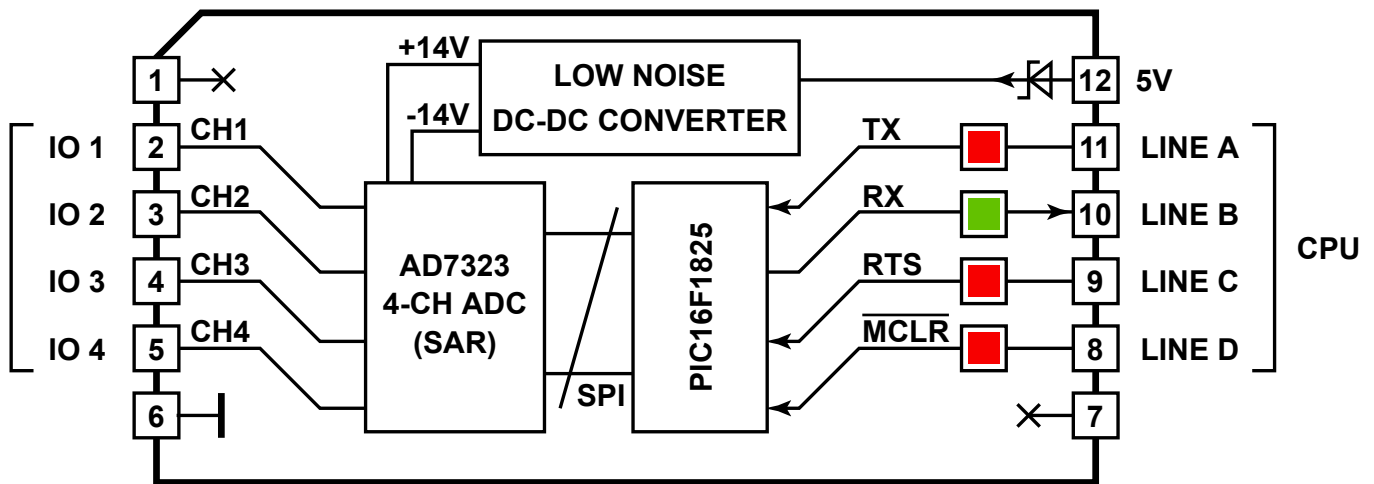 +14V
-14V
LOW NOISE
DC-DC CONVERTER
1
12
5V
IO 1
2
CH1
TX
11
LINE A
IO 2
3
CH2
RX
10
LINE B
CPU
IO 3
4
CH3
RTS
9
LINE C
IO 4
5
CH4
MCLR
8
LINE D
AD7323
4-CH ADC
(SAR)
SPI
PIC16F1825
6
7